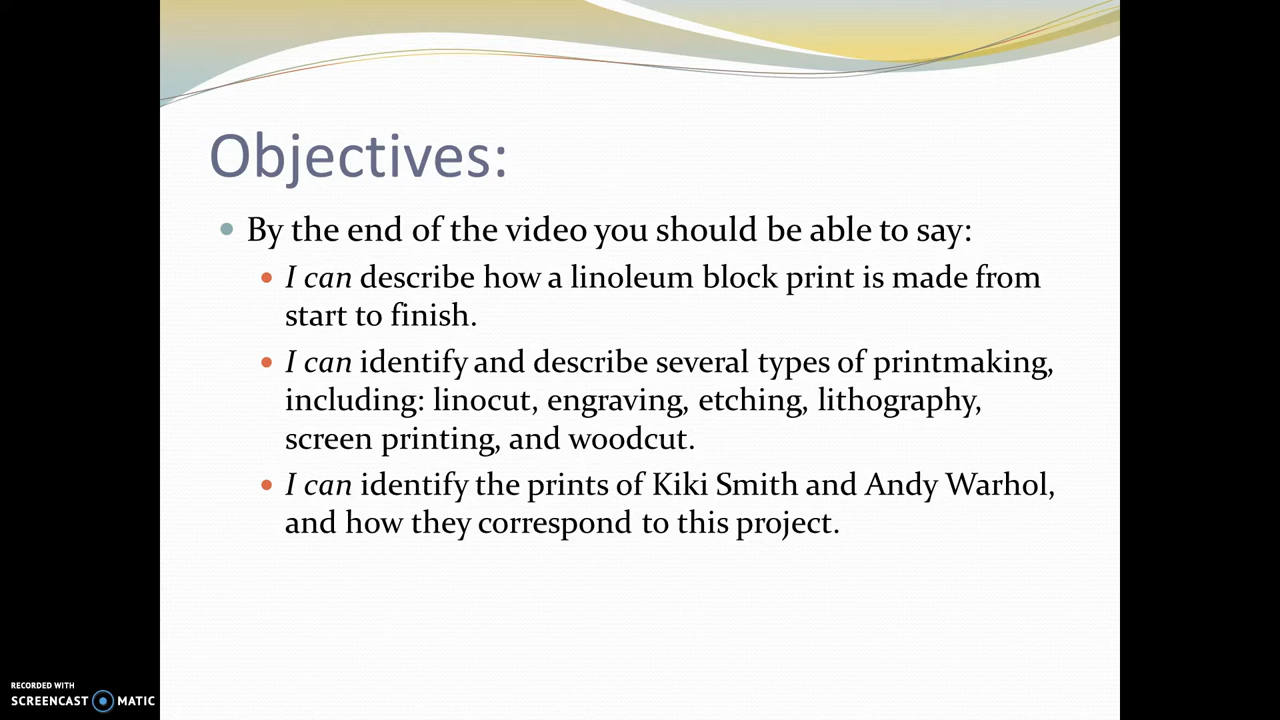 Objectives:
By the end of the video you should be able to say:
I can describe how a linoleum block print is made from
start to finish.
I can identify and describe several types of printmaking,
including: linocut, engraving, etching, lithography,
screen printing, and woodcut.
I can identify the prints of Kiki Smith and Andy Warhol,
and how they correspond to this project.
RECORDED WITH
SCREENCAST MATIC